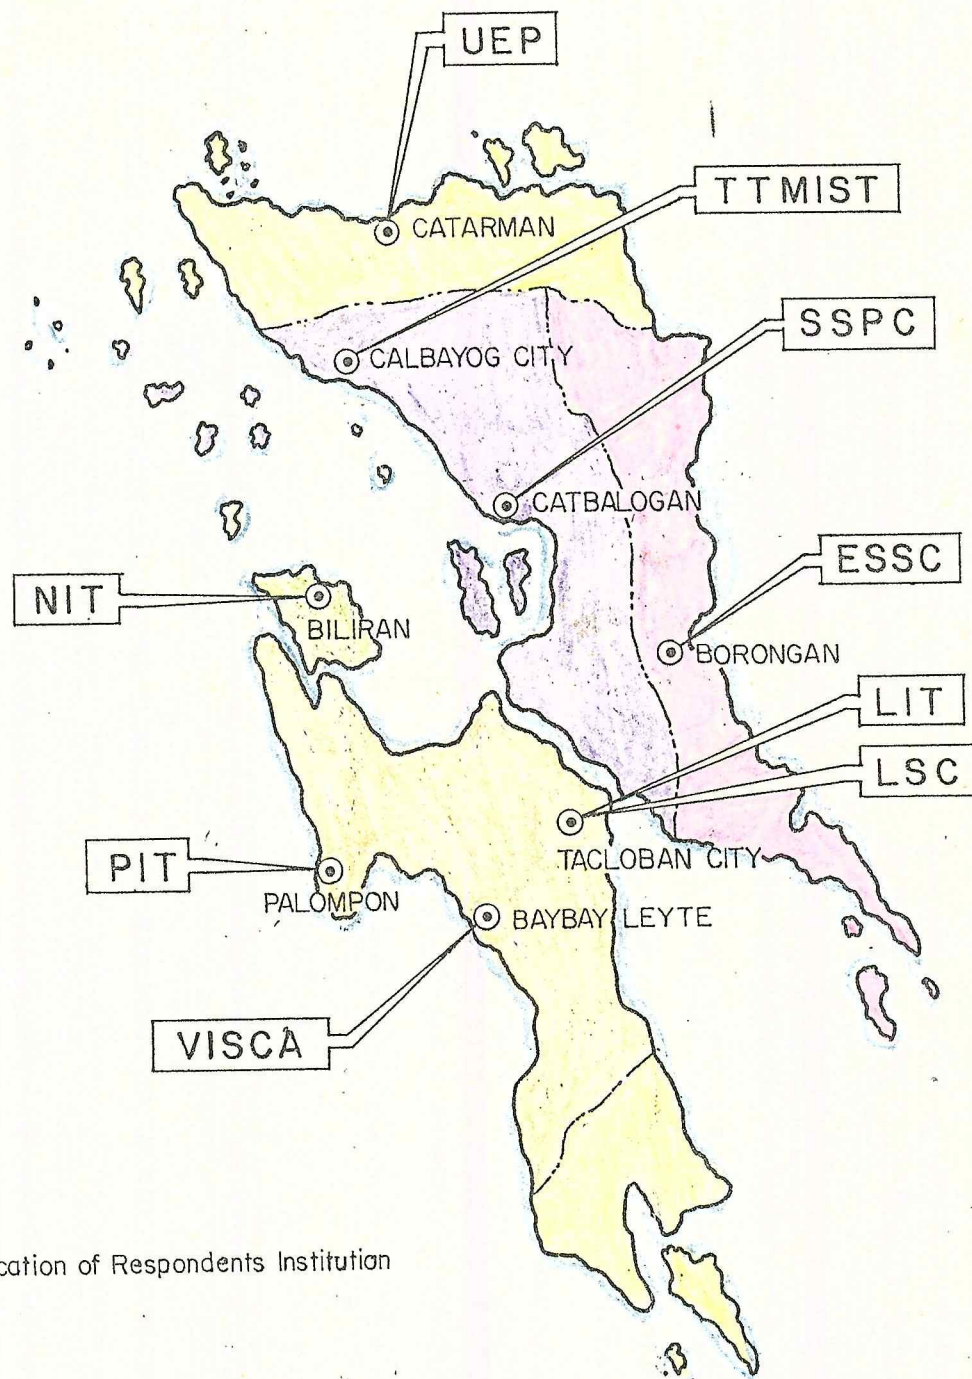 UEP
TTMIST
CATARMAN
SSPC
CALBAYOG CITY
CATBALOGAN
ESSC
NIT
BILIRAN
BORONGAN
LIT
LSC
TACLOBAN CITY
PIT
PALOMPON
BAYBAY LEYTE
VISCA
cation of Respondents Institution